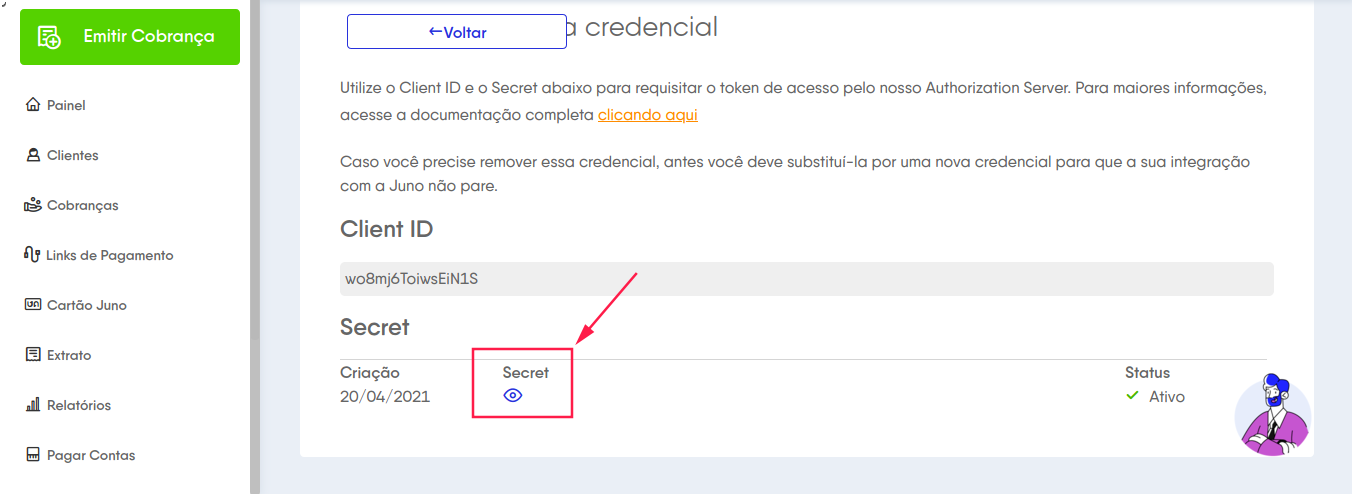 Emitir Cobrança
Painel
Clientes
Cobranças
Links de Pagamento
Cartão Juno
Extrato
Relatórios
Pagar Contas
←Voltar
a credencial
Utilize o Client ID e o Secret abaixo para requisitar o token de acesso pelo nosso Authorization Server. Para maiores informações,
acesse a documentação completa clicando aqui
Caso você precise remover essa credencial, antes você deve substituí-la por uma nova credencial para que a sua integração
com a Juno não pare.
Client ID
wo8mj6ToiwsEiN1S
Secret
Criação Secret Status
20/04/2021 Ativo